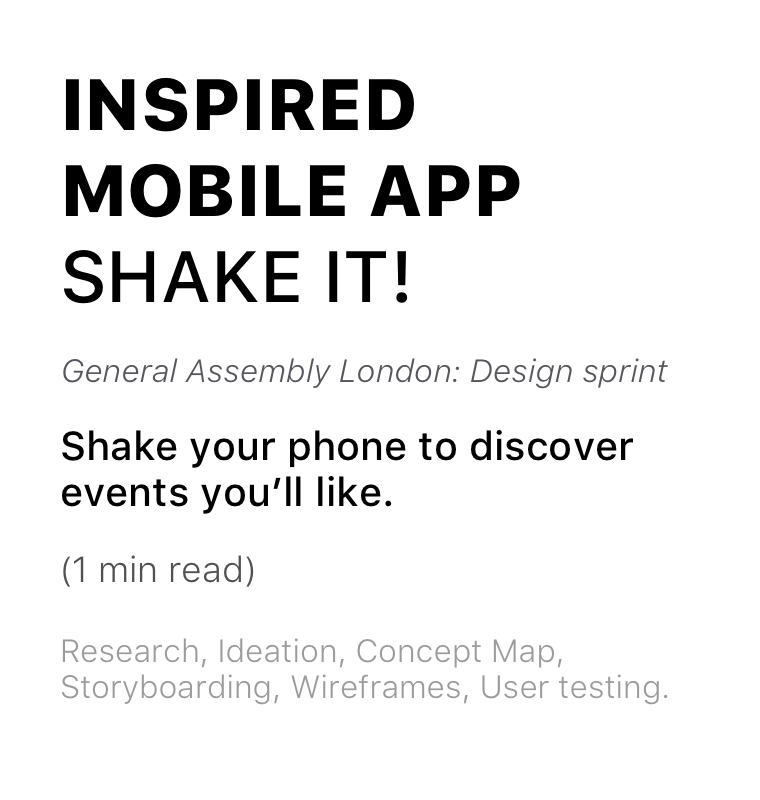 INSPIRED
MOBILE APP
SHAKE IT!
General Assembly London: Design sprint
Shake your phone to discover
events you’ll like.
(1 min read)
Research, Ideation, Concept Map,
Storyboarding, Wireframes, User testing.